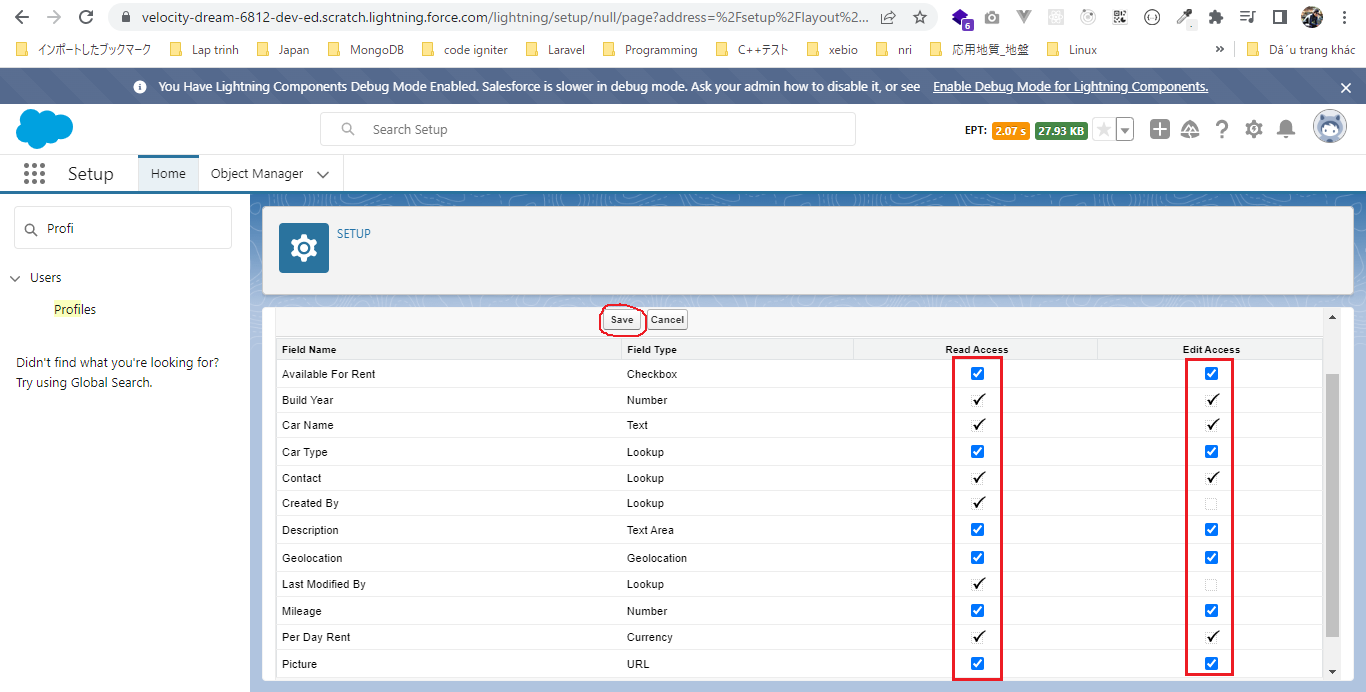 velocity-dream-6812-dev-ed.scratch.lightning.force.com/lightning/setup/null/page?address=%2Fsetup%2Flayout%2...
6
インポートしたブックマーク Lap trinh Japan MongoDB code igniter Laravel Programming C++テスト xebio nri 応用地質_地盤 Linux » Dấu trang khác
You Have Lightning Components Debug Mode Enabled. Salesforce is slower in debug mode. Ask your admin how to disable it, or see Enable Debug Mode for Lightning Components.
Search Setup
EPT: 2.07 s 27.93 KB
Setup Home Object Manager
Profi
Users
Profiles
Didn't find what you're looking for?
Try using Global Search.
SETUP
Save Cancel
Field Name Field Type Read Access Edit Access
Available For Rent Checkbox
Build Year Number
Car Name Text
Car Type Lookup
Contact Lookup
Created By Lookup
Description Text Area
Geolocation Geolocation
Last Modified By Lookup
Mileage Number
Per Day Rent Currency
Picture URL